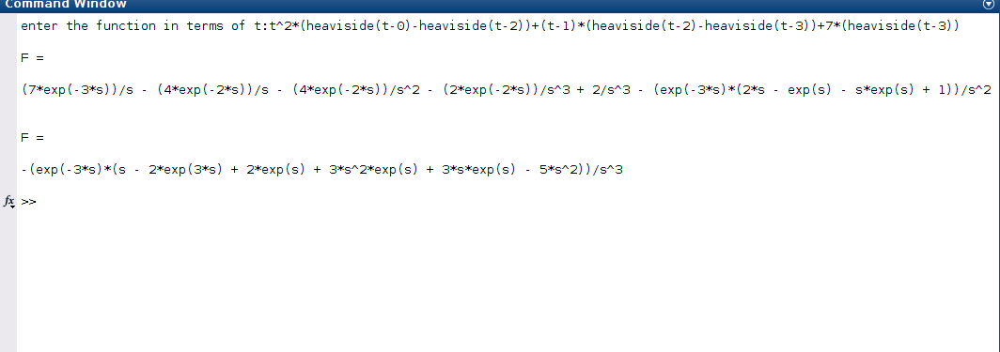 Command Window
enter the function in terms of t:t^2*(heaviside(t-0)-heaviside(t-2))+(t-1)*(heaviside(t-2)-heaviside(t-3))+7*(heaviside(t-3))
F =
(7*exp(-3*s))/s - (4*exp(-2*s))/s - (4*exp(-2*s))/s^2 - (2*exp(-2*s))/s^3 + 2/s^3 - (exp(-3*s)*(2*s - exp(s) - s*exp(s) + 1))/s^2
F =
-(exp(-3*s)*(s - 2*exp(3*s) + 2*exp(s) + 3*s^2*exp(s) + 3*s*exp(s) - 5*s^2))/s^3
fx >>